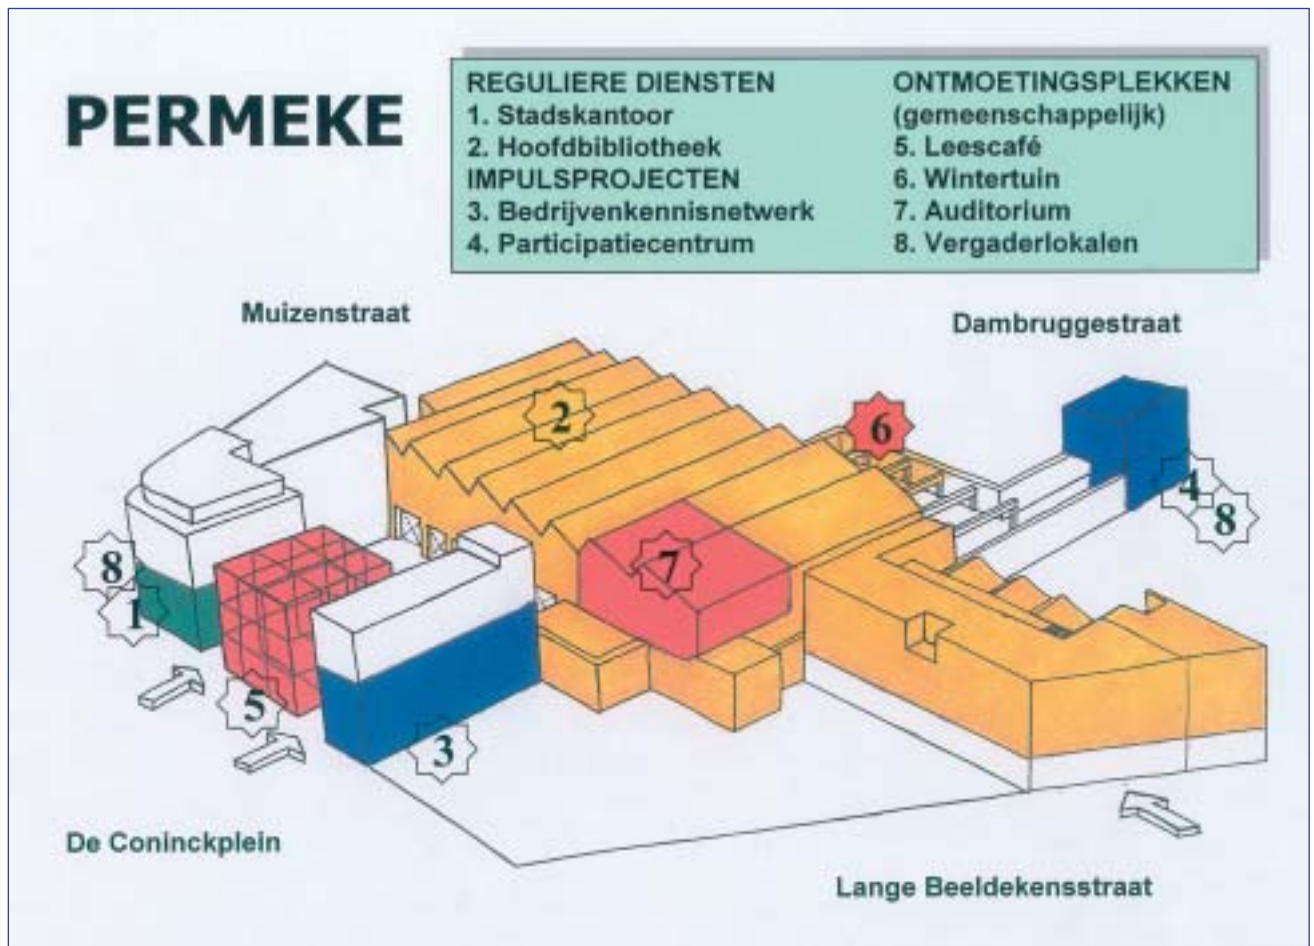 PERMEKE
REGULIERE DIENSTEN
1. Stadskantoor
2. Hoofdbibliotheek
IMPULSPROJECTEN
3. Bedrijvenkennisnetwerk
4. Participatiecentrum
ONTMOETINGSPLEKKEN
(gemeenschappelijk)
5. Leescafé
6. Wintertuin
7. Auditorium
8. Vergaderlokalen
Muizenstraat
Dambruggestraat
2
6
4
8
7
8
1
5
3
De Coninckplein
Lange Beeldekensstraat